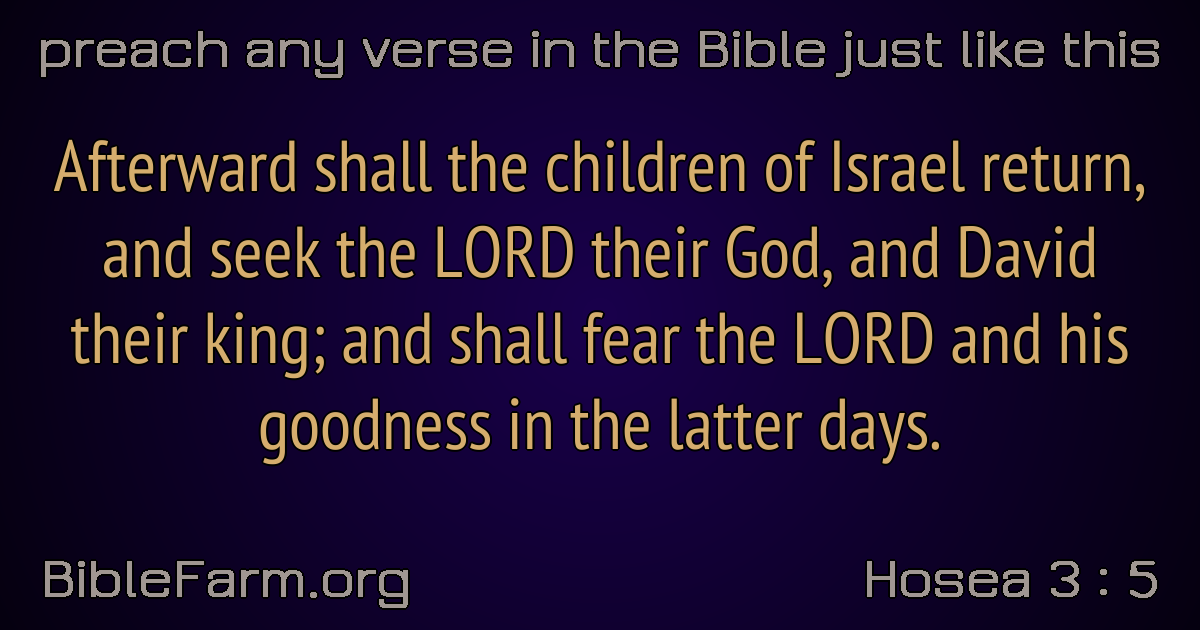 preach any verse in the Bible just like this
Afterward shall the children of Israel return,
and seek the LORD their God, and David
their king; and shall fear the LORD and his
goodness in the latter days.
BibleFarm.org
Hosea 3 : 5